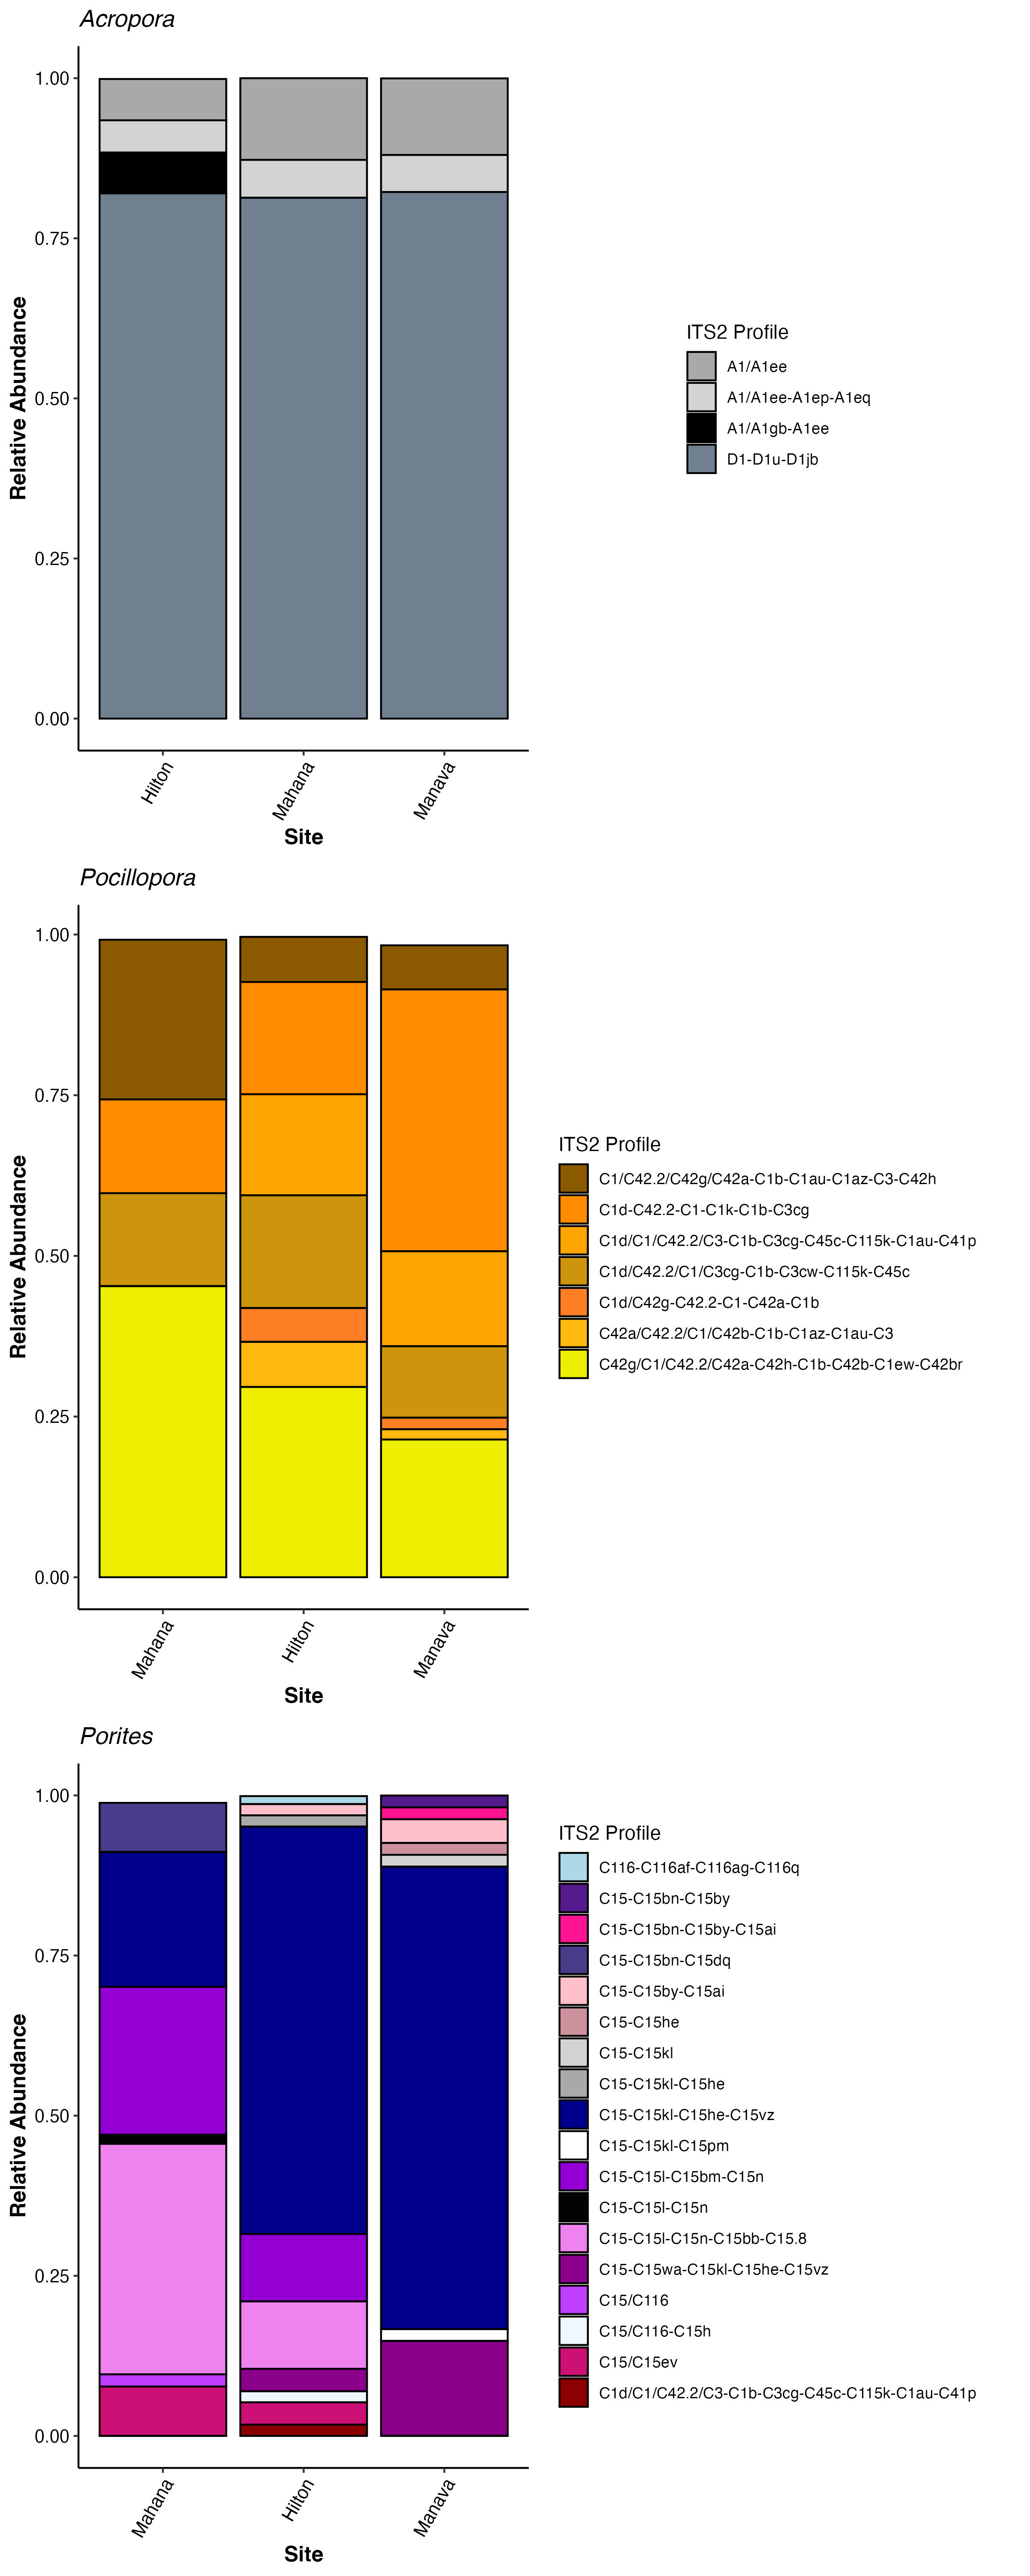 Acropora
1.00
0.75
0.50
0.25
0.00
Relative Abundance
Hilton
Mahana
Manava
Site
ITS2 Profile
A1/A1ee
A1/A1ee-A1ep-A1eq
A1/A1gb-A1ee
D1-D1u-D1jb
Pocillopora
1.00
0.75
0.50
0.25
0.00
Relative Abundance
Mahana
Hilton
Manava
Site
ITS2 Profile
C1/C42.2/C42g/C42a-C1b-C1au-C1az-C3-C42h
C1d-C42.2-C1-C1k-C1b-C3cg
C1d/C1/C42.2/C3-C1b-C3cg-C45c-C115k-C1au-C41p
C1d/C42.2/C1/C3cg-C1b-C3cw-C115k-C45c
C1d/C42g-C42.2-C1-C42a-C1b
C42a/C42.2/C1/C42b-C1b-C1az-C1au-C3
C42g/C1/C42.2/C42a-C42h-C1b-C42b-C1ew-C42br
Porites
1.00
0.75
0.50
0.25
0.00
Relative Abundance
Mahana
Hilton
Manava
Site
ITS2 Profile
C116-C116af-C116ag-C116q
C15-C15bn-C15by
C15-C15bn-C15by-C15ai
C15-C15bn-C15dq
C15-C15by-C15ai
C15-C15he
C15-C15kl
C15-C15kl-C15he
C15-C15kl-C15he-C15vz
C15-C15kl-C15pm
C15-C15l-C15bm-C15n
C15-C15l-C15n
C15-C15l-C15n-C15bb-C15.8
C15-C15wa-C15kl-C15he-C15vz
C15/C116
C15/C116-C15h
C15/C15ev
C1d/C1/C42.2/C3-C1b-C3cg-C45c-C115k-C1au-C41p